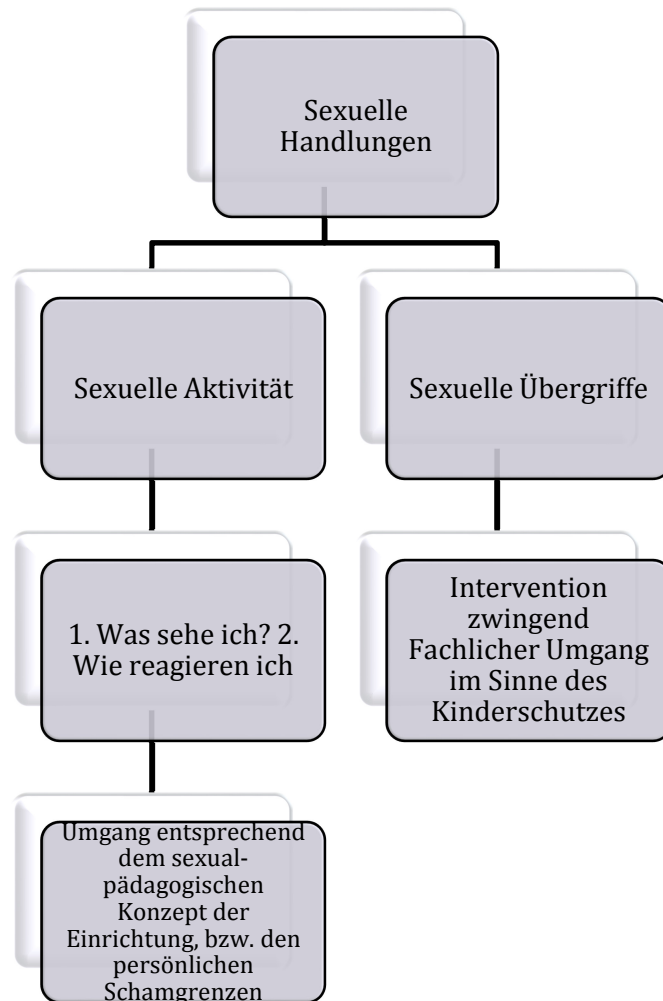 Sexuelle
Handlungen
Sexuelle Aktivität
Sexuelle Übergriffe
1. Was sehe ich? 2.
Wie reagieren ich
Intervention
zwingend
Fachlicher Umgang
im Sinne des
Kinderschutzes
Umgang entsprechend
dem sexual-
pädagogischen
Konzept der
Einrichtung, bzw. den
persönlichen
Schamgrenzen